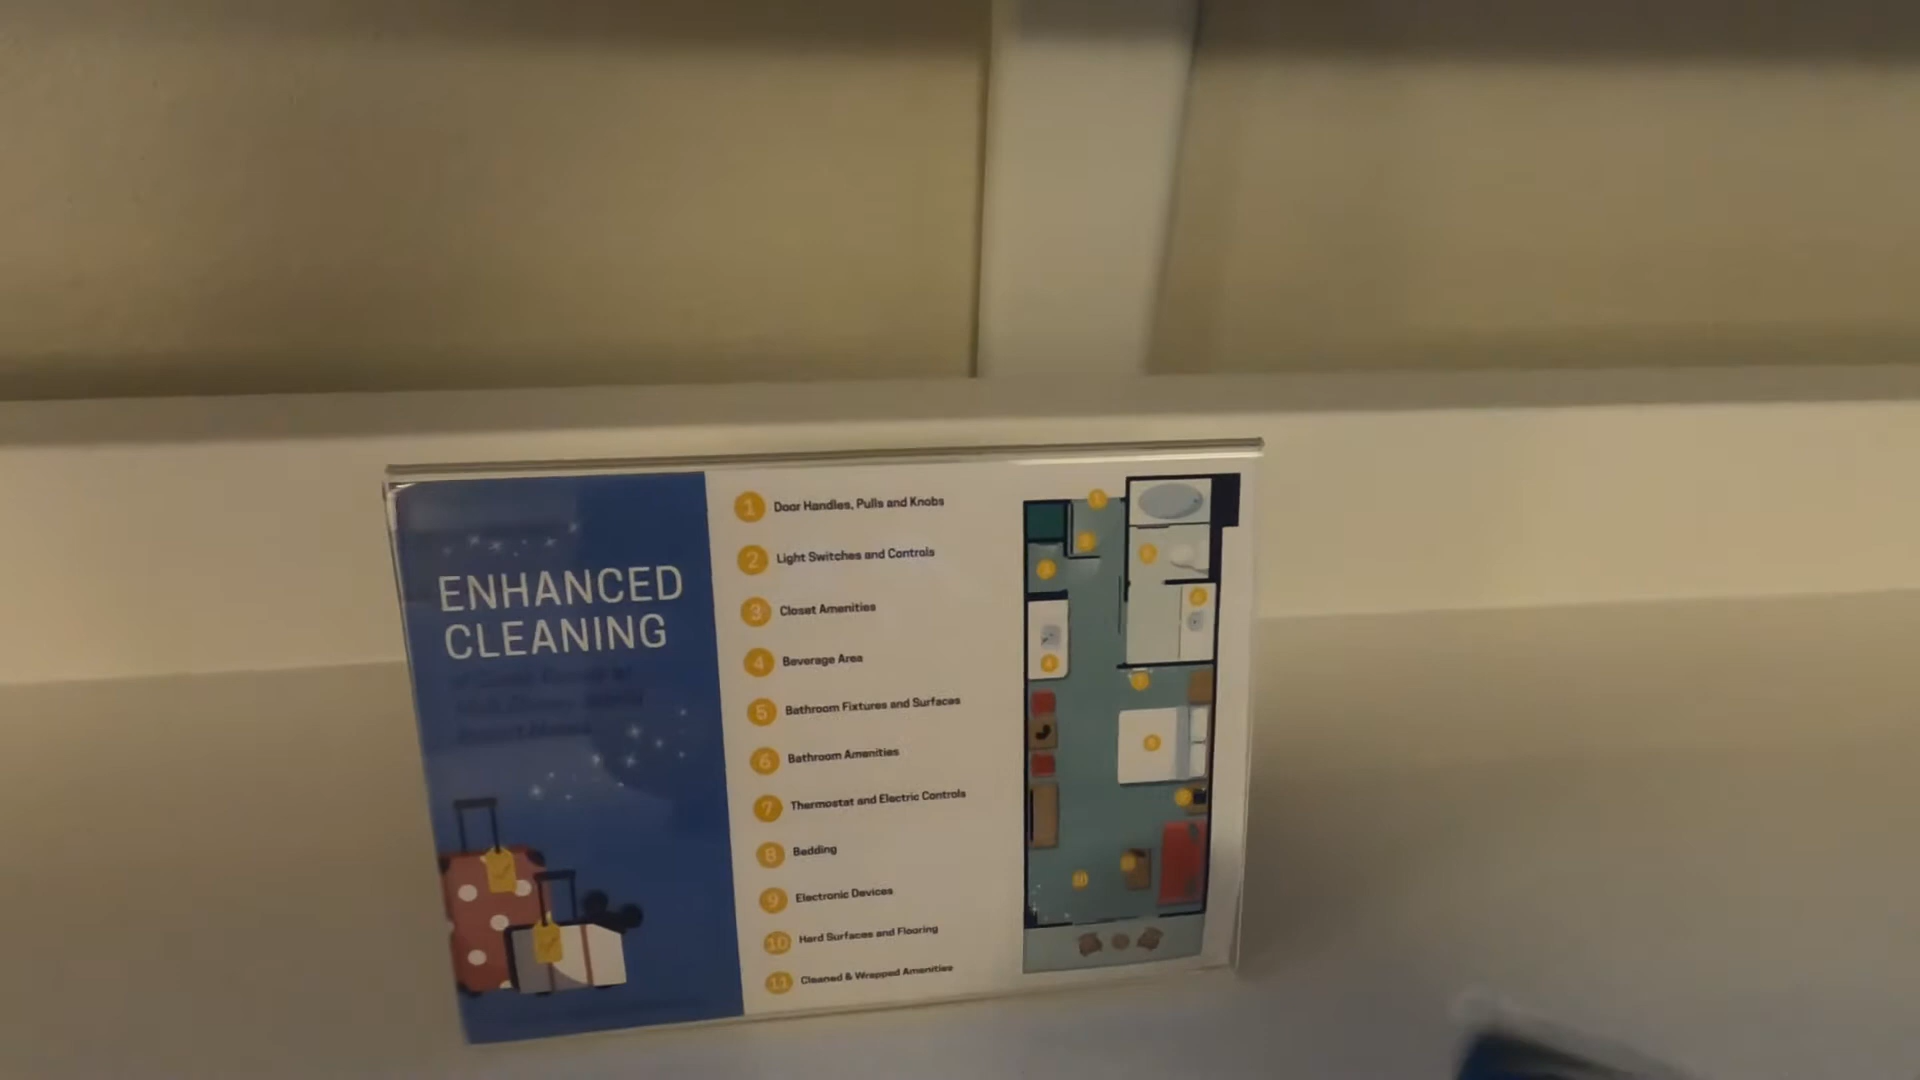 ENHANCED
CLEANING
1 Door Handles, Pulls and Knobs
2 Light Switches and Controls
3 Closet Amenities
4 Beverage Area
5 Bathroom Fixtures and Surfaces
6 Bathroom Amenities
7 Thermostat and Electric Controls
8 Bedding
9 Electronic Devices
10 Hard Surfaces and Flooring
11 Cleaned & Wrapped Amenities